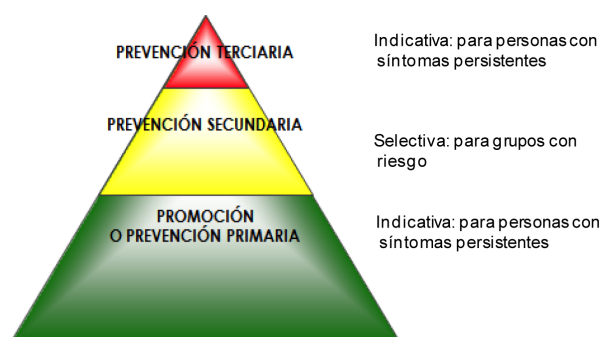 PREVENCIÓN TERCIARIA
Indicativa: para personas con
síntomas persistentes
PREVENCIÓN SECUNDARIA
Selectiva: para grupos con
riesgo
PROMOCIÓN
O PREVENCIÓN PRIMARIA
Indicativa: para personas con
síntomas persistentes